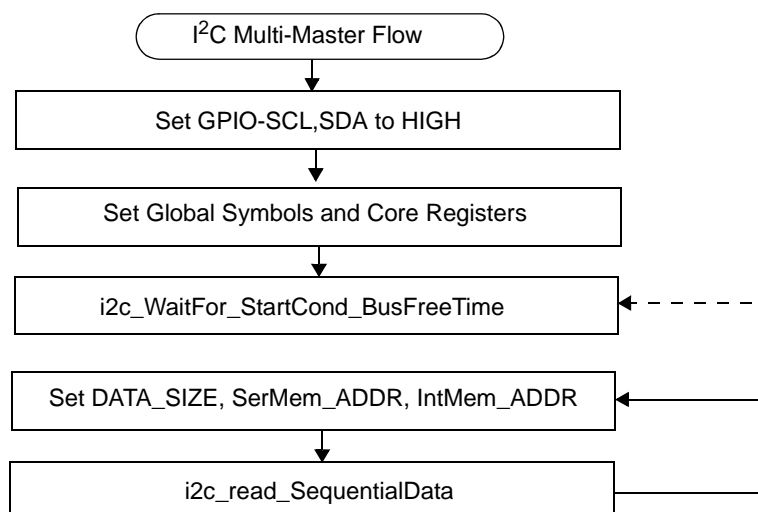 I²C Multi-Master Flow
Set GPIO-SCL,SDA to HIGH
Set Global Symbols and Core Registers
i2c_WaitFor_StartCond_BusFreeTime
Set DATA_SIZE, SerMem_ADDR, IntMem_ADDR
i2c_read_SequentialData